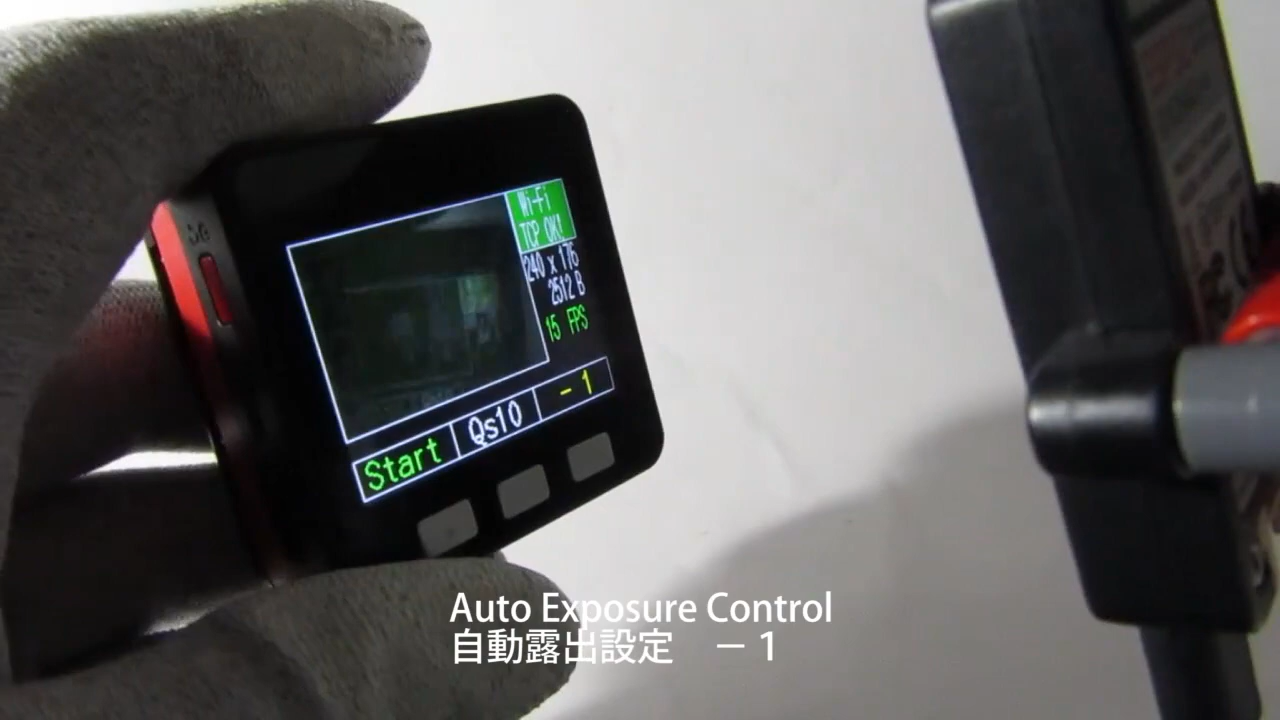 Wi-Fi
TCP OK!
240 x 176
2512 B
15 FPS
Start
Qs10
- 1
Auto Exposure Control
自動露出設定　－1